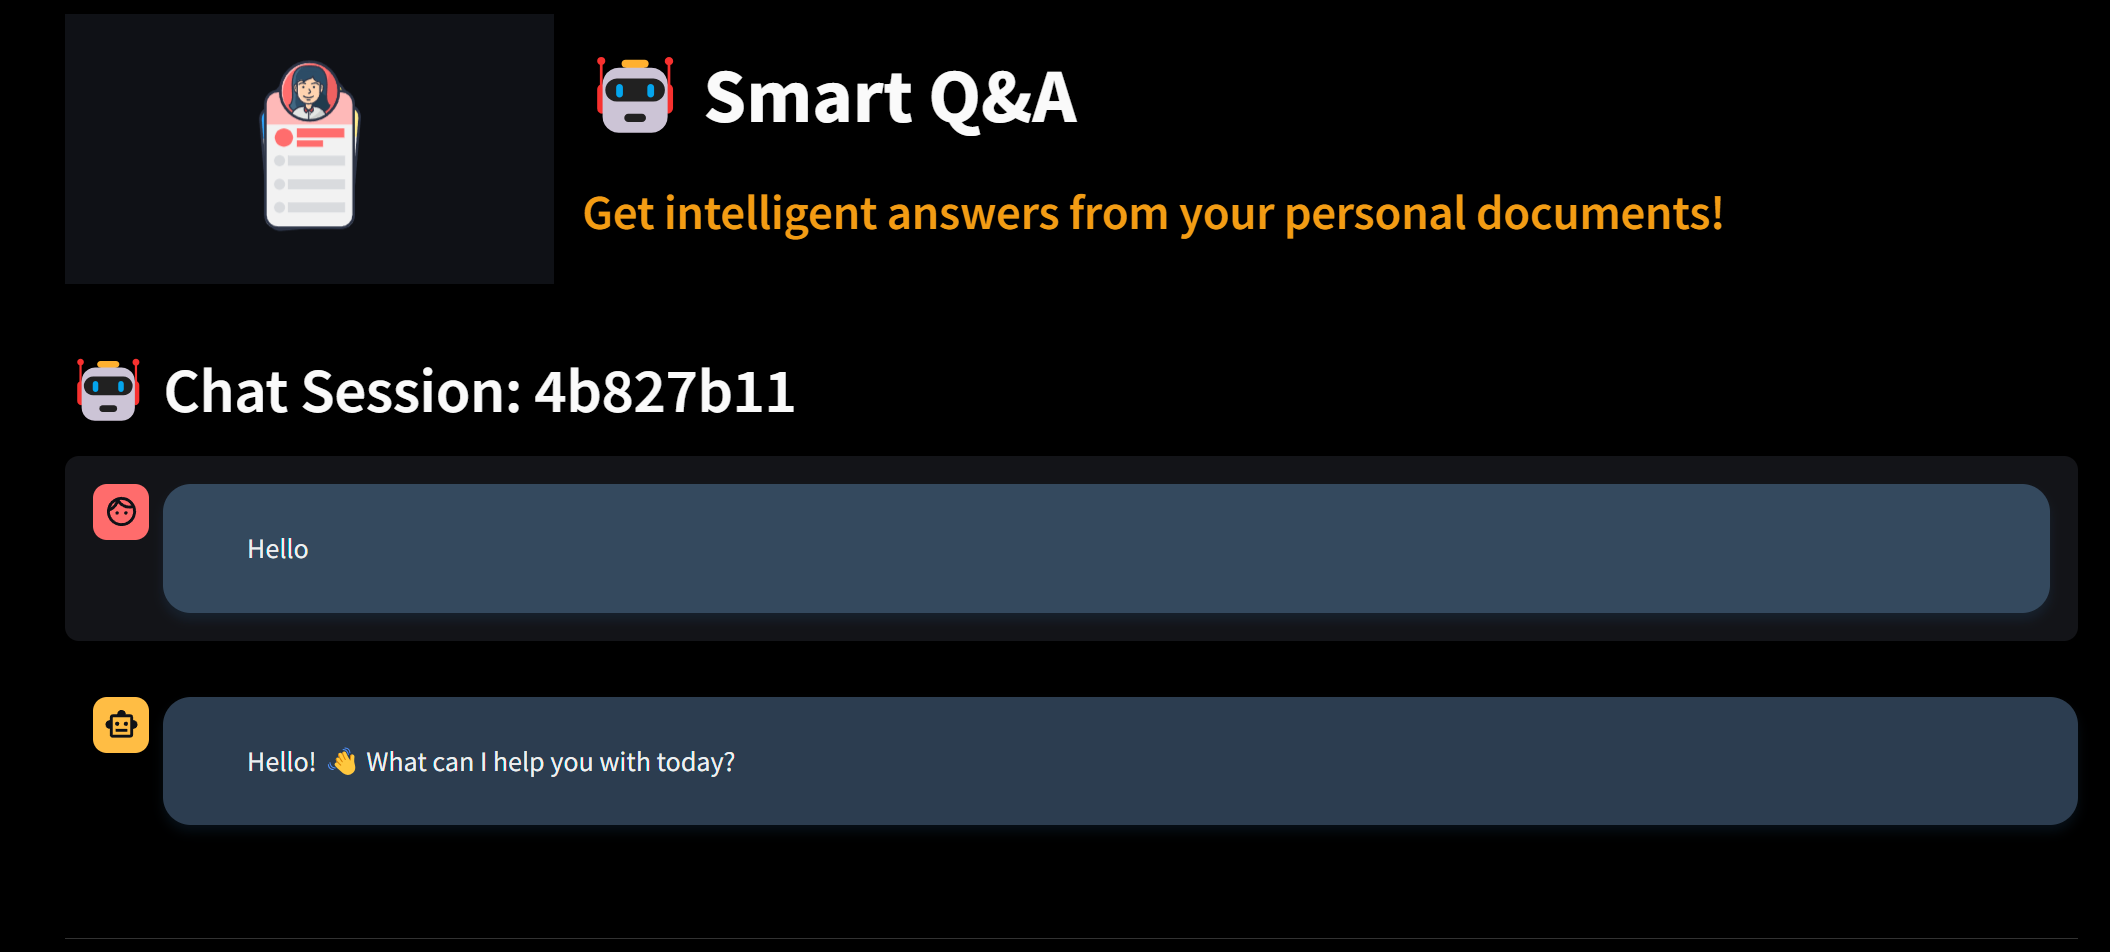 🤖 Smart Q&A
Get intelligent answers from your personal documents!
🤖 Chat Session: 4b827b11
Hello
Hello! 👋 What can I help you with today?